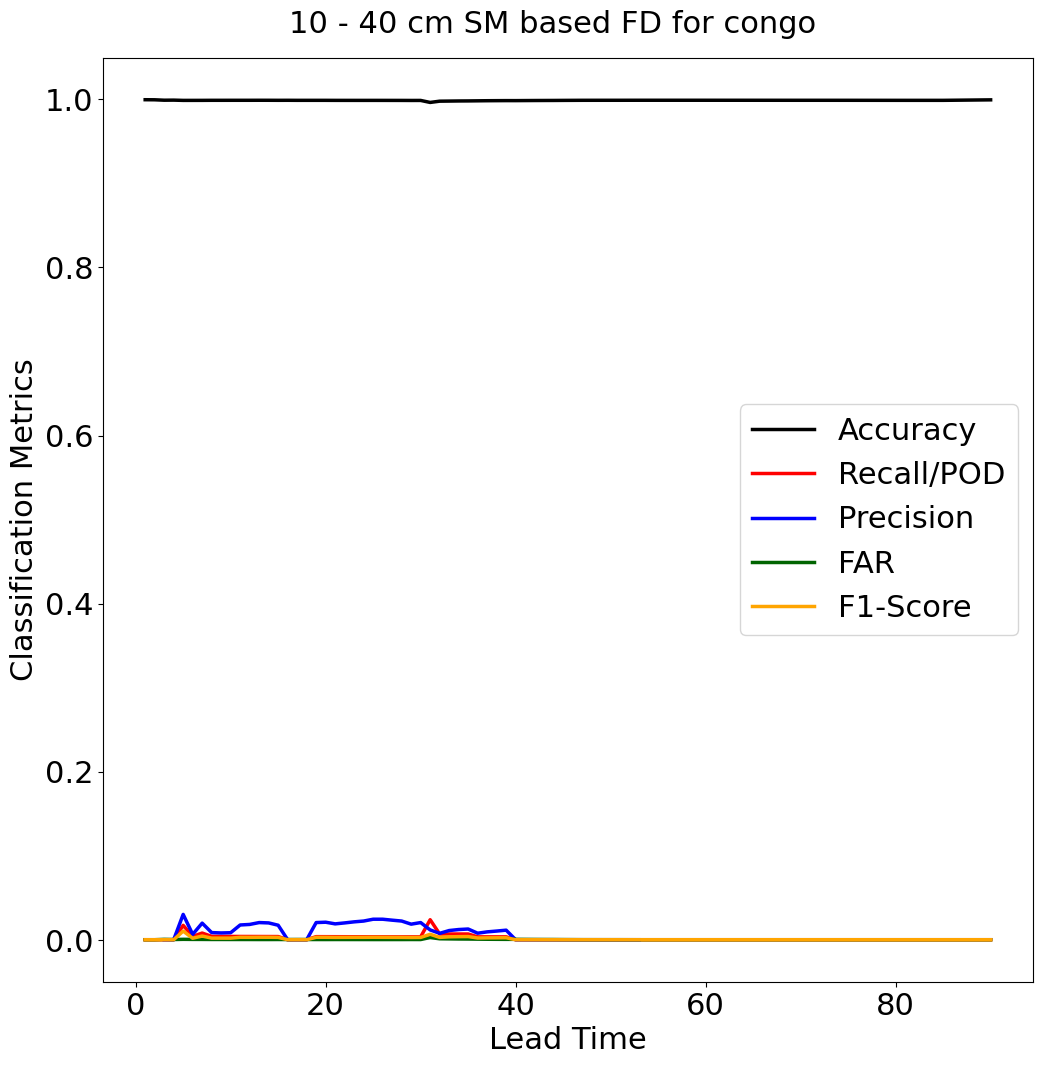 10 - 40 cm SM based FD for congo
1.0
0.8
0.6
0.4
0.2
0.0
Classification Metrics
Accuracy
Recall/POD
Precision
FAR
F1-Score
0 20 40 60 80
Lead Time